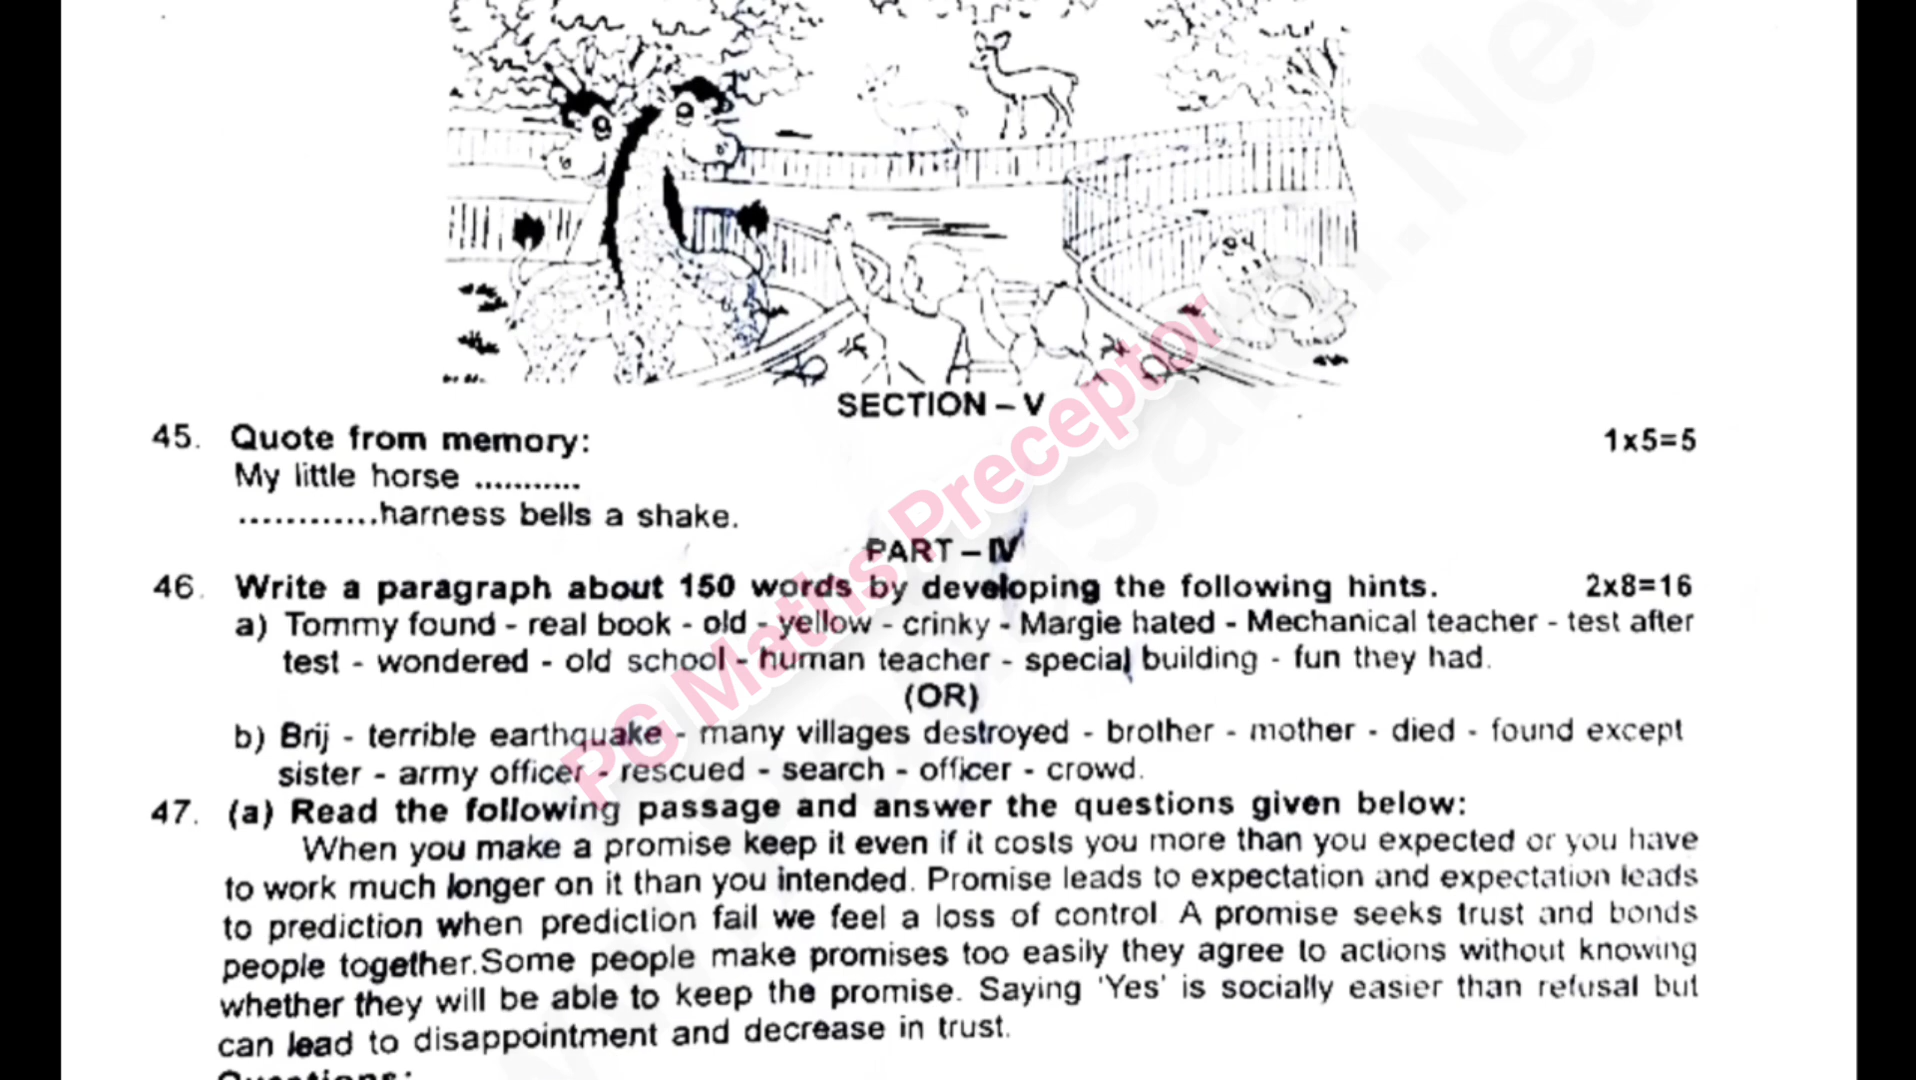 SECTION – V
45. Quote from memory: 1x5=5
My little horse ...........
.............harness bells a shake.
PART – IV
46. Write a paragraph about 150 words by developing the following hints. 2x8=16
a) Tommy found - real book - old - yellow - crinky - Margie hated - Mechanical teacher - test after
test - wondered - old school - human teacher - special building - fun they had.
(OR)
b) Brij - terrible earthquake - many villages destroyed - brother - mother - died - found except
sister - army officer - rescued - search - officer - crowd.
47. (a) Read the following passage and answer the questions given below:
When you make a promise keep it even if it costs you more than you expected or you have
to work much longer on it than you intended. Promise leads to expectation and expectation leads
to prediction when prediction fail we feel a loss of control. A promise seeks trust and bonds
people together.Some people make promises too easily they agree to actions without knowing
whether they will be able to keep the promise. Saying 'Yes' is socially easier than refusal but
can lead to disappointment and decrease in trust.
Questions:
PG Maths Preceptor